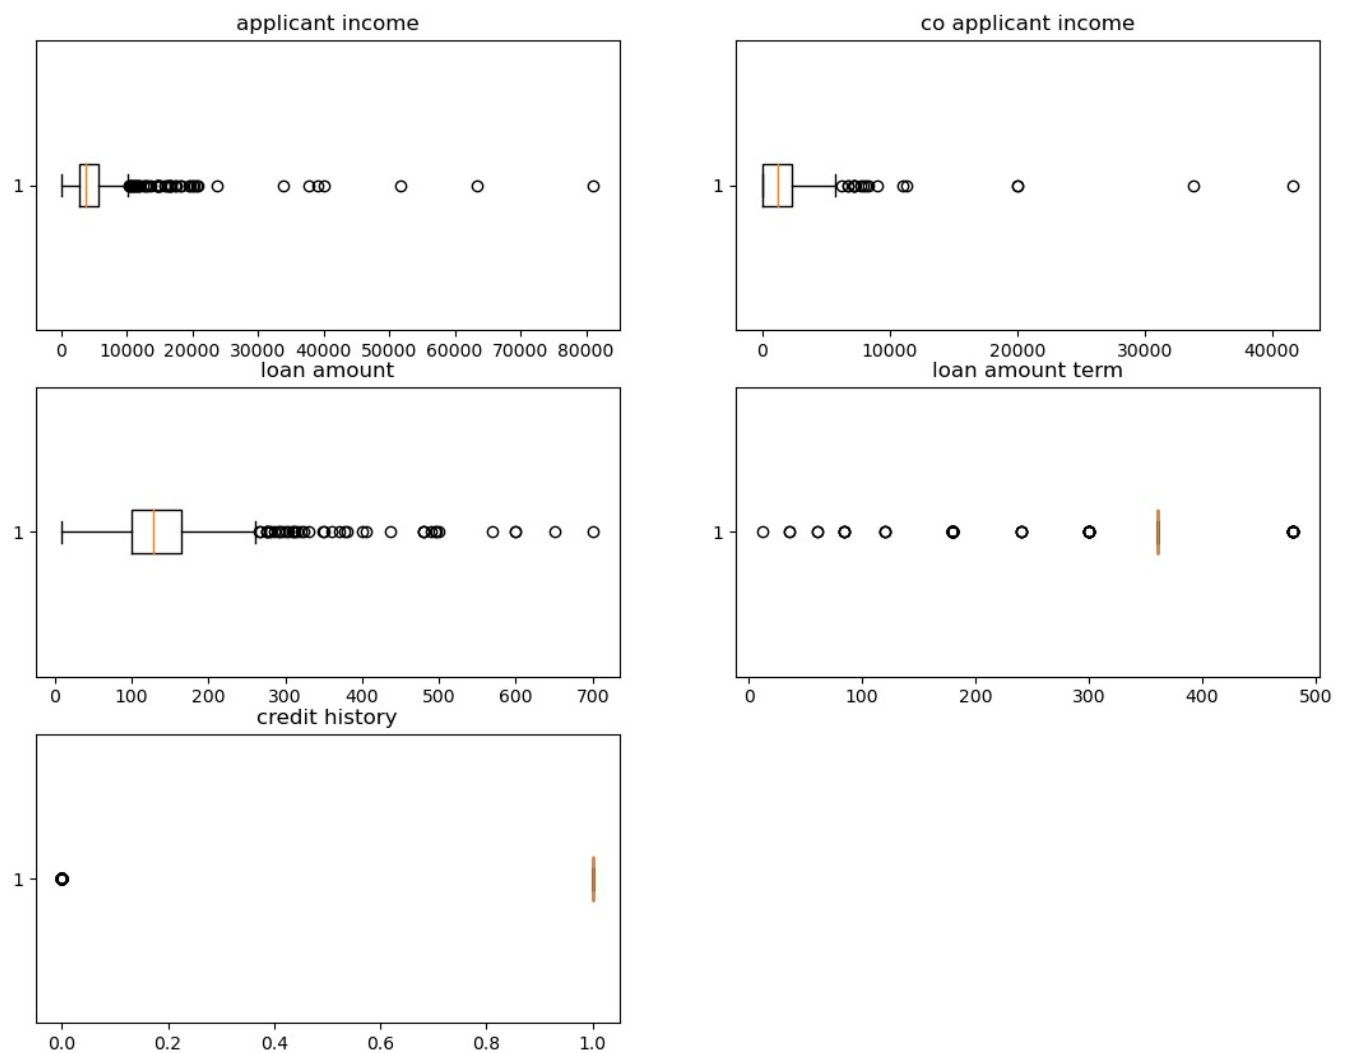 applicant income
co applicant income
1
1
0 10000 20000 30000 40000 50000 60000 70000 80000
0 10000 20000 30000 40000
loan amount
loan amount term
1
1
0 100 200 300 400 500 600 700
0 100 200 300 400 500
credit history
1
0.0 0.2 0.4 0.6 0.8 1.0